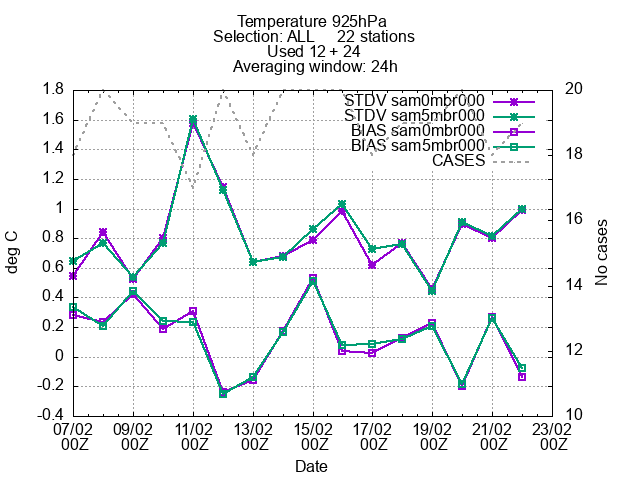 Temperature 925hPa
Selection: ALL 22 stations
Used 12 + 24
Averaging window: 24h
STDV sam0mbr000
STDV sam5mbr000
BIAS sam0mbr000
BIAS sam5mbr000
CASES
1.8
1.6
1.4
1.2
1
0.8
0.6
0.4
0.2
0
-0.2
-0.4
deg C
20
18
16
14
12
10
No cases
07/02 09/02 11/02 13/02 15/02 17/02 19/02 21/02 23/02
00Z 00Z 00Z 00Z 00Z 00Z 00Z 00Z 00Z
Date